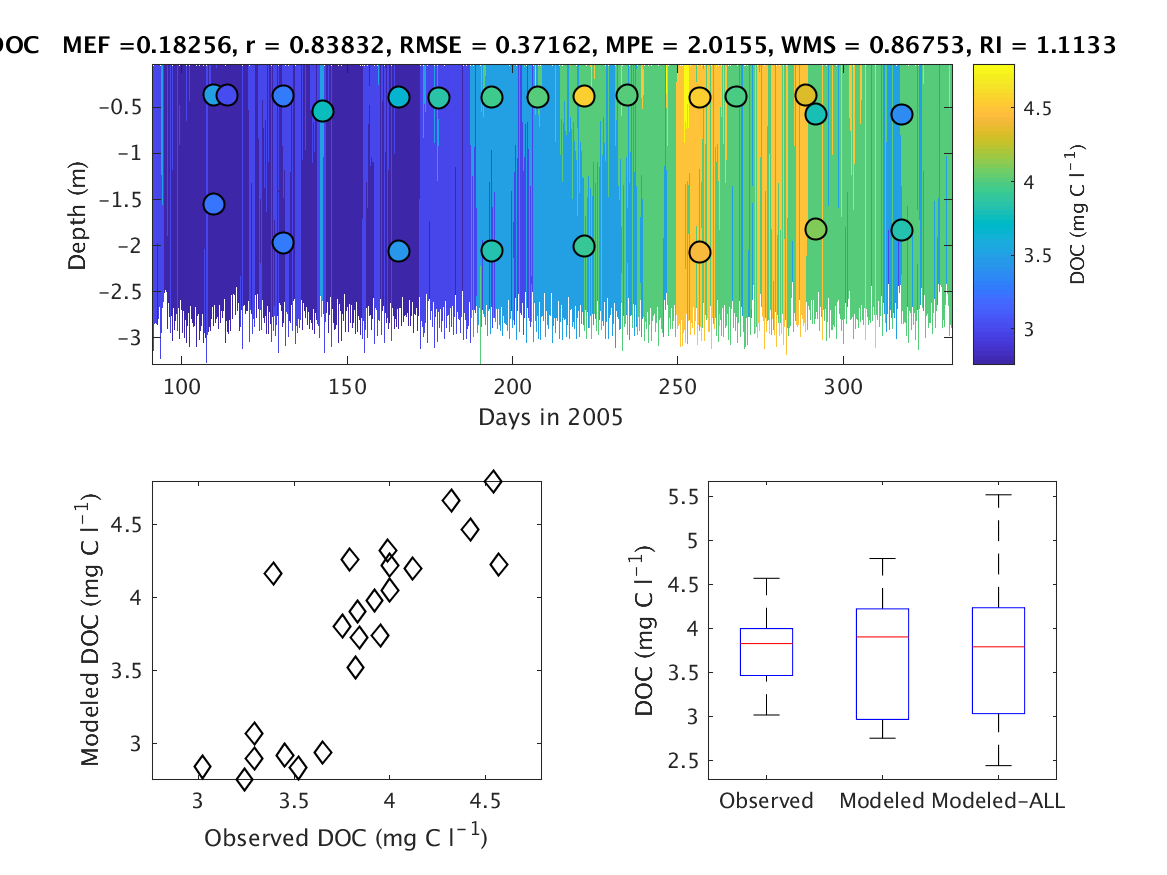 DOC MEF =0.18256, r = 0.83832, RMSE = 0.37162, MPE = 2.0155, WMS = 0.86753, RI = 1.1133
-0.5
-1
-1.5
-2
-2.5
-3
Depth (m)
100 150 200 250 300
Days in 2005
4.5
4
3.5
3
DOC (mg C l⁻¹)
4.5
4
3.5
3
Modeled DOC (mg C l⁻¹)
3 3.5 4 4.5
Observed DOC (mg C l⁻¹)
5.5
5
4.5
4
3.5
3
2.5
DOC (mg C l⁻¹)
Observed Modeled Modeled-ALL